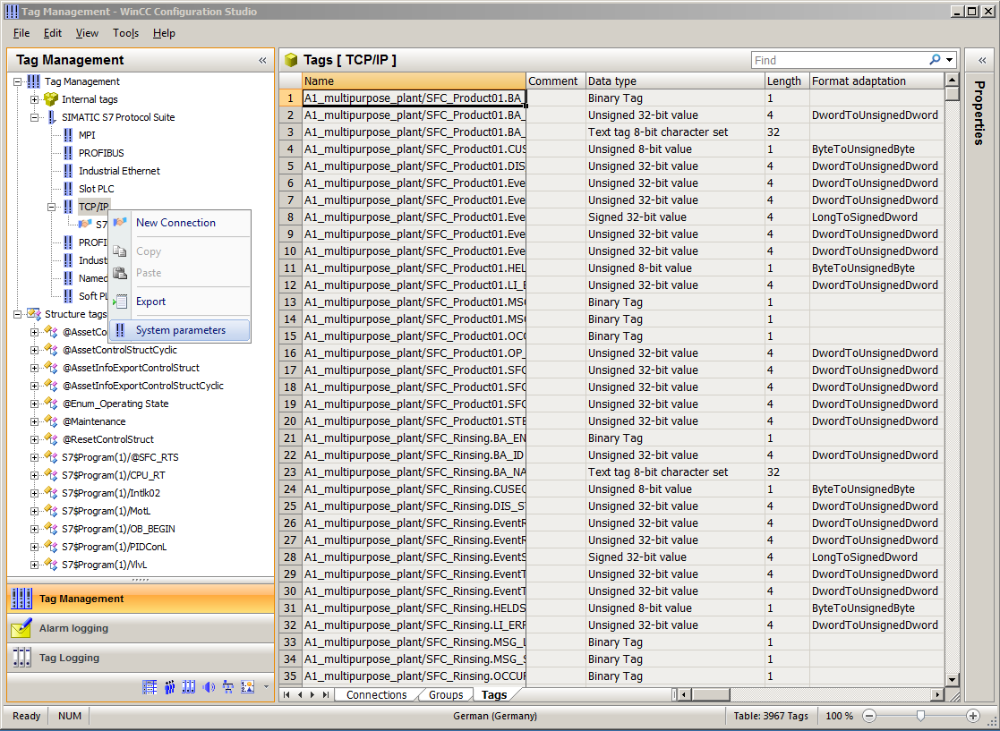 Tag Management - WinCC Configuration Studio
File Edit View Tools Help
Tag Management «
Tag Management
Internal tags
SIMATIC S7 Protocol Suite
MPI
PROFIBUS
Industrial Ethernet
Slot PLC
TCP/IP
S7
PROFI
Indust
Named
Soft PL
Structure tags
@AssetCo
@AssetControlStructCyclic
@AssetInfoExportControlStruct
@AssetInfoExportControlStructCyclic
@Enum_Operating State
@Maintenance
@ResetControlStruct
S7$Program(1)/@SFC_RTS
S7$Program(1)/CPU_RT
S7$Program(1)/Intlk02
S7$Program(1)/MotL
S7$Program(1)/OB_BEGIN
S7$Program(1)/PIDConL
S7$Program(1)/VlvL
New Connection
Copy
Paste
Export
System parameters
Tag Management
Alarm logging
Tag Logging
Tags [ TCP/IP ] Find «
Properties
Name Comment Data type Length Format adaptation
1 A1_multipurpose_plant/SFC_Product01.BA_ Binary Tag 1
2 A1_multipurpose_plant/SFC_Product01.BA_ Unsigned 32-bit value 4 DwordToUnsignedDword
3 A1_multipurpose_plant/SFC_Product01.BA_ Text tag 8-bit character set 32
4 A1_multipurpose_plant/SFC_Product01.CUS Unsigned 8-bit value 1 ByteToUnsignedByte
5 A1_multipurpose_plant/SFC_Product01.DIS Unsigned 32-bit value 4 DwordToUnsignedDword
6 A1_multipurpose_plant/SFC_Product01.Eve Unsigned 32-bit value 4 DwordToUnsignedDword
7 A1_multipurpose_plant/SFC_Product01.Eve Unsigned 32-bit value 4 DwordToUnsignedDword
8 A1_multipurpose_plant/SFC_Product01.Eve Signed 32-bit value 4 LongToSignedDword
9 A1_multipurpose_plant/SFC_Product01.Eve Unsigned 32-bit value 4 DwordToUnsignedDword
10 A1_multipurpose_plant/SFC_Product01.Eve Unsigned 32-bit value 4 DwordToUnsignedDword
11 A1_multipurpose_plant/SFC_Product01.HEL Unsigned 8-bit value 1 ByteToUnsignedByte
12 A1_multipurpose_plant/SFC_Product01.LI_E Unsigned 32-bit value 4 DwordToUnsignedDword
13 A1_multipurpose_plant/SFC_Product01.MSG Binary Tag 1
14 A1_multipurpose_plant/SFC_Product01.MSG Binary Tag 1
15 A1_multipurpose_plant/SFC_Product01.OCC Binary Tag 1
16 A1_multipurpose_plant/SFC_Product01.OP_ Unsigned 32-bit value 4 DwordToUnsignedDword
17 A1_multipurpose_plant/SFC_Product01.SFC Unsigned 32-bit value 4 DwordToUnsignedDword
18 A1_multipurpose_plant/SFC_Product01.SFC Unsigned 32-bit value 4 DwordToUnsignedDword
19 A1_multipurpose_plant/SFC_Product01.SFC Unsigned 32-bit value 4 DwordToUnsignedDword
20 A1_multipurpose_plant/SFC_Product01.STE Unsigned 32-bit value 4 DwordToUnsignedDword
21 A1_multipurpose_plant/SFC_Rinsing.BA_EN Binary Tag 1
22 A1_multipurpose_plant/SFC_Rinsing.BA_ID Unsigned 32-bit value 4 DwordToUnsignedDword
23 A1_multipurpose_plant/SFC_Rinsing.BA_NA Text tag 8-bit character set 32
24 A1_multipurpose_plant/SFC_Rinsing.CUSEC Unsigned 8-bit value 1 ByteToUnsignedByte
25 A1_multipurpose_plant/SFC_Rinsing.DIS_S Unsigned 32-bit value 4 DwordToUnsignedDword
26 A1_multipurpose_plant/SFC_Rinsing.EventR Unsigned 32-bit value 4 DwordToUnsignedDword
27 A1_multipurpose_plant/SFC_Rinsing.EventR Unsigned 32-bit value 4 DwordToUnsignedDword
28 A1_multipurpose_plant/SFC_Rinsing.EventS Signed 32-bit value 4 LongToSignedDword
29 A1_multipurpose_plant/SFC_Rinsing.EventT Unsigned 32-bit value 4 DwordToUnsignedDword
30 A1_multipurpose_plant/SFC_Rinsing.EventT Unsigned 32-bit value 4 DwordToUnsignedDword
31 A1_multipurpose_plant/SFC_Rinsing.HELDS Unsigned 8-bit value 1 ByteToUnsignedByte
32 A1_multipurpose_plant/SFC_Rinsing.LI_ERR Unsigned 32-bit value 4 DwordToUnsignedDword
33 A1_multipurpose_plant/SFC_Rinsing.MSG_L Binary Tag 1
34 A1_multipurpose_plant/SFC_Rinsing.MSG_S Binary Tag 1
35 A1_multipurpose_plant/SFC_Rinsing.OCCUP Binary Tag 1
Connections Groups Tags
Ready NUM German (Germany) Table: 3967 Tags 100 %